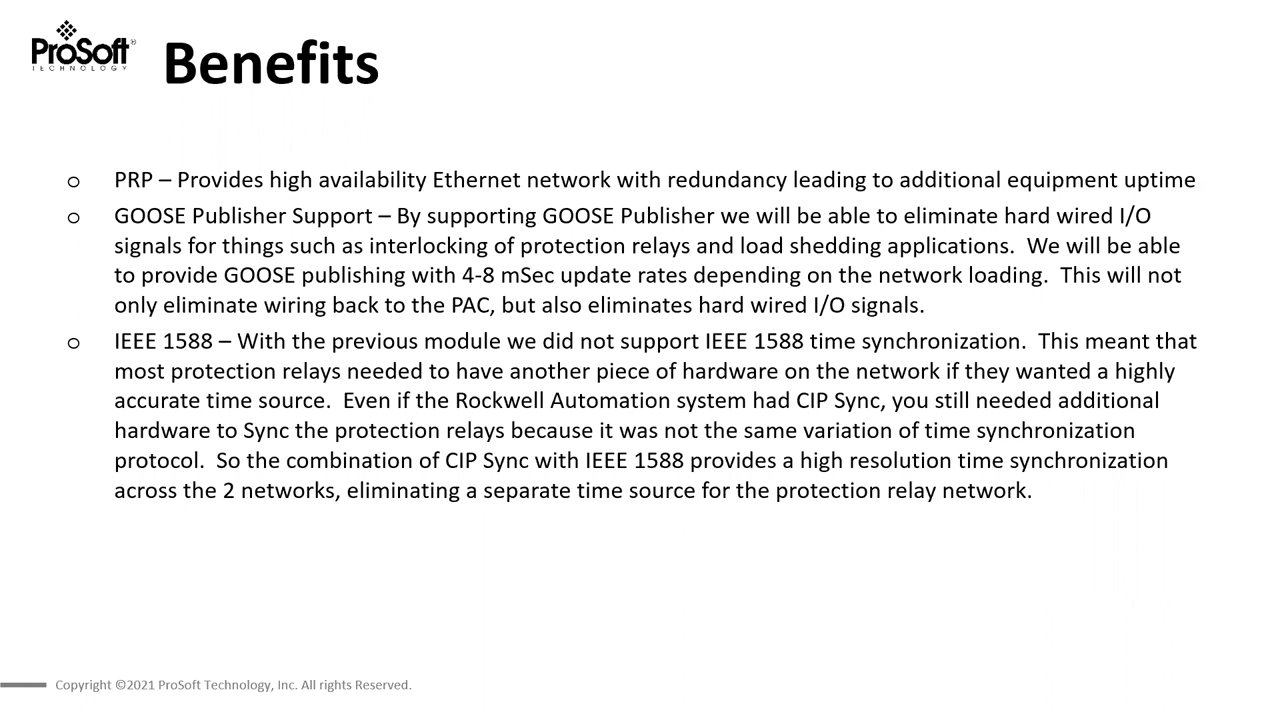 ProSoft®
TECHNOLOGY
Benefits
o PRP – Provides high availability Ethernet network with redundancy leading to additional equipment uptime
o GOOSE Publisher Support – By supporting GOOSE Publisher we will be able to eliminate hard wired I/O
signals for things such as interlocking of protection relays and load shedding applications.  We will be able
to provide GOOSE publishing with 4-8 mSec update rates depending on the network loading.  This will not
only eliminate wiring back to the PAC, but also eliminates hard wired I/O signals.
o IEEE 1588 – With the previous module we did not support IEEE 1588 time synchronization.  This meant that
most protection relays needed to have another piece of hardware on the network if they wanted a highly
accurate time source.  Even if the Rockwell Automation system had CIP Sync, you still needed additional
hardware to Sync the protection relays because it was not the same variation of time synchronization
protocol.  So the combination of CIP Sync with IEEE 1588 provides a high resolution time synchronization
across the 2 networks, eliminating a separate time source for the protection relay network.
Copyright ©2021 ProSoft Technology, Inc. All rights Reserved.